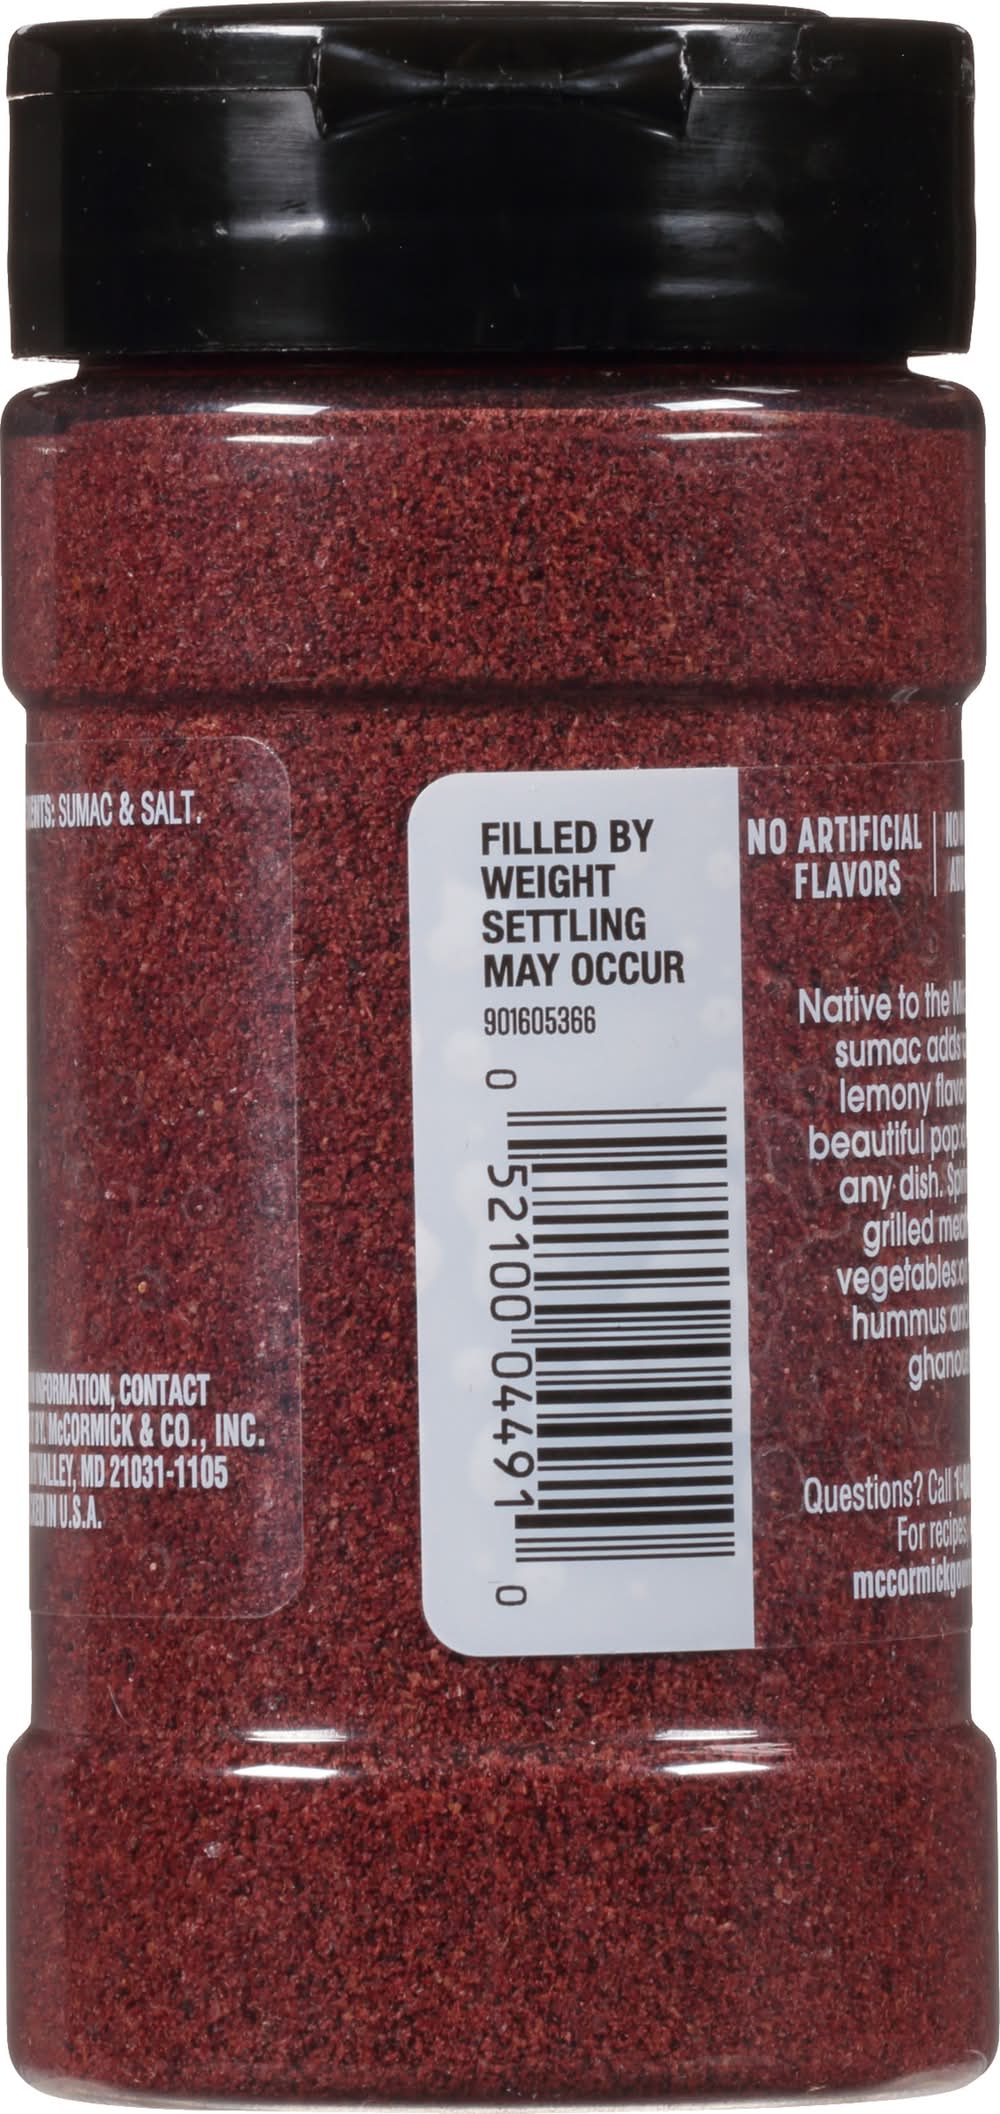 SUMAC & SALT.
INFORMATION, CONTACT
BY McCORMICK & CO., INC.
VALLEY, MD 21031-1105
IN U.S.A.
FILLED BY
WEIGHT
SETTLING
MAY OCCUR
901605366
0 52100 04491 0
NO ARTIFICIAL
FLAVORS
Native to the
sumac adds
lemony
beautiful pop
any dish.
grilled
vegetables
hummus
Questions? Call
For recipes